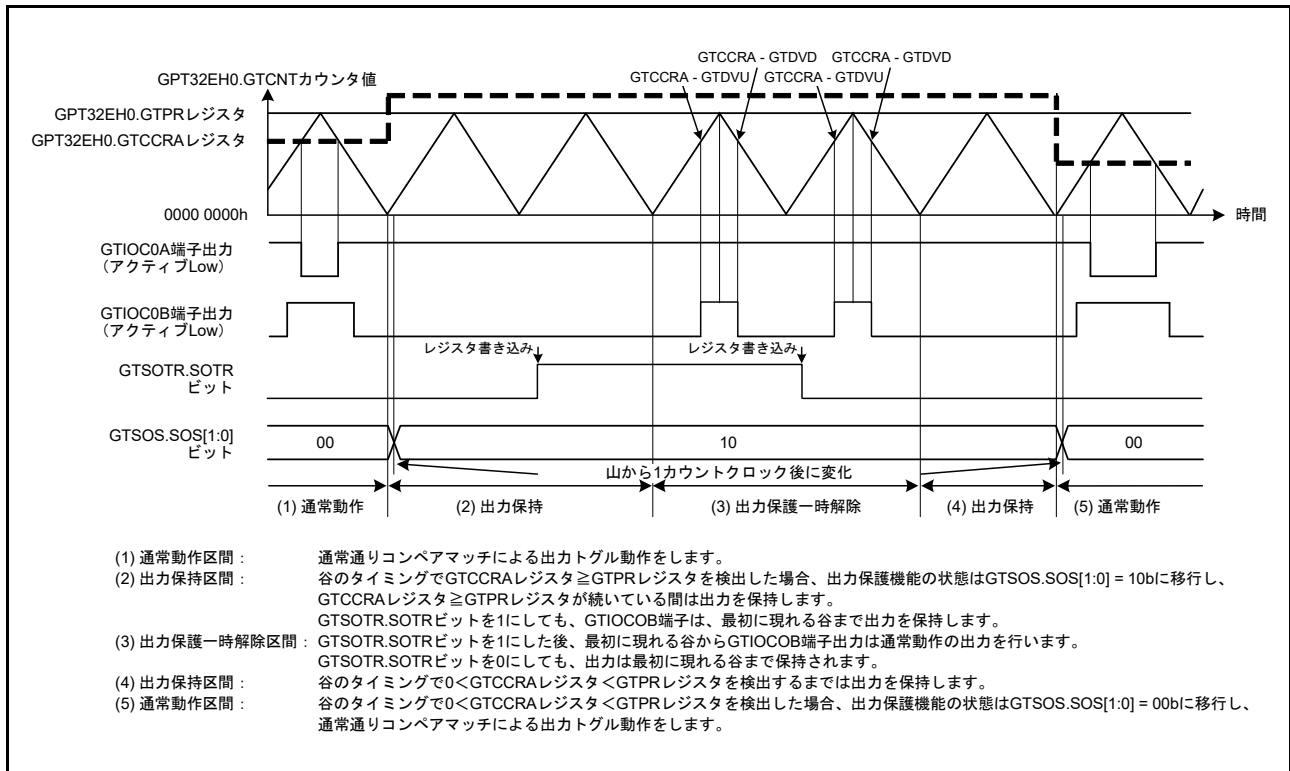 GTCCRA - GTDVD GTCCRA - GTDVD
GTCCRA - GTDVU GTCCRA - GTDVU
GPT32EH0.GTCNTカウンタ値
GPT32EH0.GTPRレジスタ
GPT32EH0.GTCCRAレジスタ
0000 0000h
時間
GTIOC0A端子出力
(アクティブLow)
GTIOC0B端子出力
(アクティブLow)
レジスタ書き込み レジスタ書き込み
GTSOTR.SOTR
ビット
GTSOS.SOS[1:0]
ビット
00 10 00
山から1カウントクロック後に変化
(1) 通常動作 (2) 出力保持 (3) 出力保護一時解除 (4) 出力保持 (5) 通常動作
(1) 通常動作区間： 通常通りコンペアマッチによる出力トグル動作をします。
(2) 出力保持区間： 谷のタイミングでGTCCRAレジスタ≧GTPRレジスタを検出した場合、出力保護機能の状態はGTSOS.SOS[1:0] = 10bに移行し、
GTCCRAレジスタ≧GTPRレジスタが続いている間は出力を保持します。
GTSOTR.SOTRビットを1にしても、GTIOCOB端子は、最初に現れる谷まで出力を保持します。
(3) 出力保護一時解除区間： GTSOTR.SOTRビットを1にした後、最初に現れる谷からGTIOCOB端子出力は通常動作の出力を行います。
GTSOTR.SOTRビットを0にしても、出力は最初に現れる谷まで保持されます。
(4) 出力保持区間： 谷のタイミングで0＜GTCCRAレジスタ＜GTPRレジスタを検出するまでは出力を保持します。
(5) 通常動作区間： 谷のタイミングで0＜GTCCRAレジスタ＜GTPRレジスタを検出した場合、出力保護機能の状態はGTSOS.SOS[1:0] = 00bに移行し、
通常通りコンペアマッチによる出力トグル動作をします。